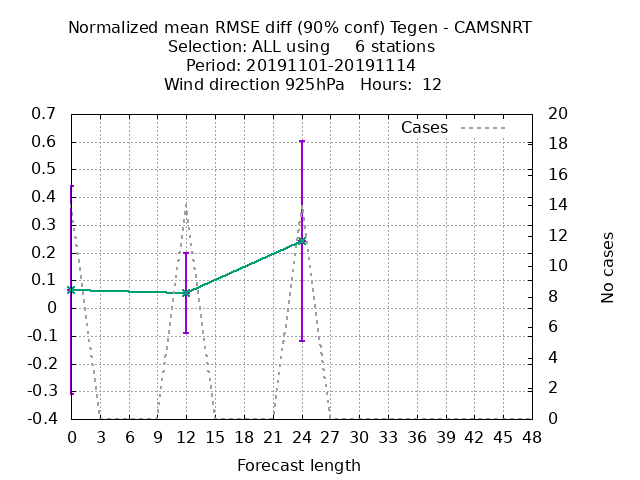 Normalized mean RMSE diff (90% conf) Tegen - CAMSNRT
Selection: ALL using     6 stations
Period: 20191101-20191114
Wind direction 925hPa   Hours:  12
Cases
0.7
0.6
0.5
0.4
0.3
0.2
0.1
0
-0.1
-0.2
-0.3
-0.4
20
18
16
14
12
10
8
6
4
2
0
No cases
0 3 6 9 12 15 18 21 24 27 30 33 36 39 42 45 48
Forecast length